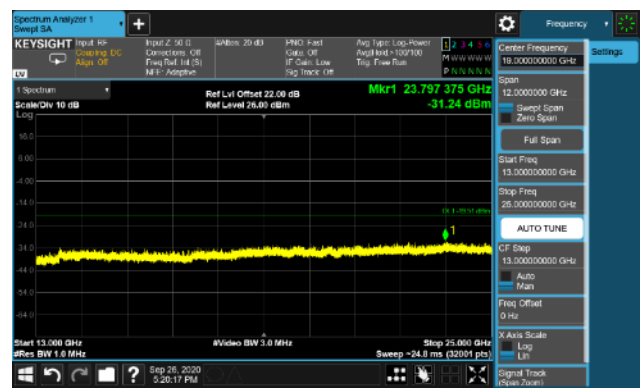 Spectrum Analyzer 1
Swept SA
Frequency
KEYSIGHT
Input: RF
Coupling: DC
Align: Off
Input Z: 50 Ω
Corrections: Off
Freq Ref: Int (S)
NFE: Adaptive
#Atten: 20 dB
PNO: Fast
Gate: Off
IF Gain: Low
Sig Track: Off
Avg Type: Log-Power
Avg|Hold:>100/100
Trig: Free Run
1 2 3 4 5 6
M W W W W W
P N N N N N
LV
Center Frequency
19.000000000 GHz
Settings
1 Spectrum
Scale/Div 10 dB
Log
Ref Lvl Offset 22.00 dB
Ref Level 26.00 dBm
Mkr1 23.797 375 GHz
-31.24 dBm
Span
12.0000000 GHz
Swept Span
Zero Span
Full Span
Start Freq
13.000000000 GHz
Stop Freq
25.000000000 GHz
AUTO TUNE
CF Step
13.000000000 GHz
Auto
Man
Freq Offset
0 Hz
X Axis Scale
Log
Lin
Signal Track
(Span Zoom)
16.0
6.00
-4.00
-14.0
-24.0
-34.0
-44.0
-54.0
-64.0
1
Start 13.000 GHz
#Res BW 1.0 MHz
#Video BW 3.0 MHz
Stop 25.000 GHz
Sweep ~24.8 ms (32001 pts)
?
Sep 26, 2020
5:20:17 PM